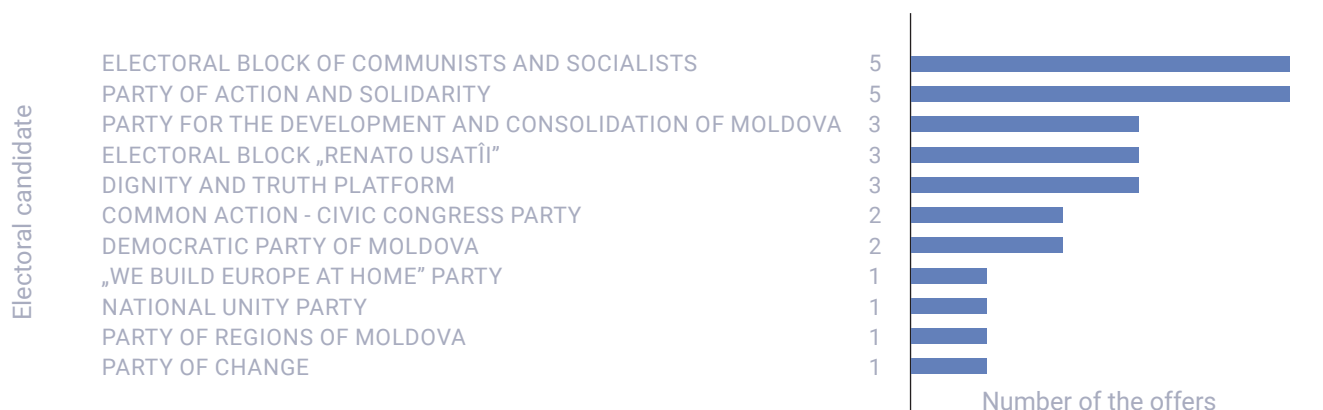 Electoral candidate
ELECTORAL BLOCK OF COMMUNISTS AND SOCIALISTS 5
PARTY OF ACTION AND SOLIDARITY 5
PARTY FOR THE DEVELOPMENT AND CONSOLIDATION OF MOLDOVA 3
ELECTORAL BLOCK „RENATO USATÎI” 3
DIGNITY AND TRUTH PLATFORM 3
COMMON ACTION - CIVIC CONGRESS PARTY 2
DEMOCRATIC PARTY OF MOLDOVA 2
„WE BUILD EUROPE AT HOME” PARTY 1
NATIONAL UNITY PARTY 1
PARTY OF REGIONS OF MOLDOVA 1
PARTY OF CHANGE 1
Number of the offers